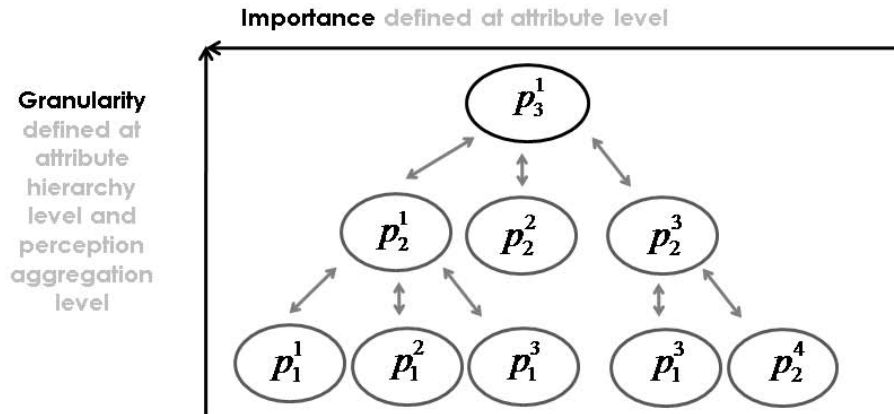 Importance defined at attribute level
Granularity
defined at
attribute
hierarchy
level and
perception
aggregation
level
p_3^1
p_2^1 p_2^2 p_2^3
p_1^1 p_1^2 p_1^3 p_1^3 p_2^4